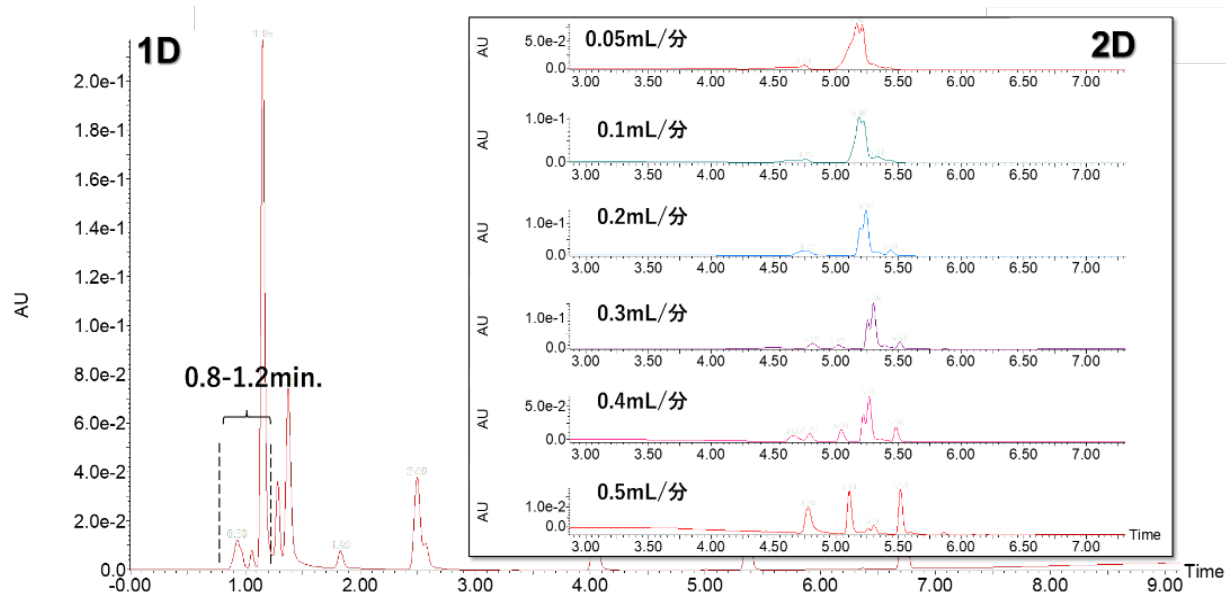 1D
2D
AU
2.0e-1
1.8e-1
1.6e-1
1.4e-1
1.2e-1
1.0e-1
8.0e-2
6.0e-2
4.0e-2
2.0e-2
0.0
0.8-1.2min.
-0.00 1.00 2.00 3.00 4.00 5.00 6.00 7.00 8.00 9.00 Time
0.05mL/分
AU
5.0e-2
0.0
3.00 3.50 4.00 4.50 5.00 5.50 6.00 6.50 7.00
0.1mL/分
AU
1.0e-1
0.0
3.00 3.50 4.00 4.50 5.00 5.50 6.00 6.50 7.00
0.2mL/分
AU
1.0e-1
0.0
3.00 3.50 4.00 4.50 5.00 5.50 6.00 6.50 7.00
0.3mL/分
AU
1.0e-1
0.0
3.00 3.50 4.00 4.50 5.00 5.50 6.00 6.50 7.00
0.4mL/分
AU
5.0e-2
0.0
3.00 3.50 4.00 4.50 5.00 5.50 6.00 6.50 7.00
0.5mL/分
AU
1.0e-2
0.0
Time
3.00 3.50 4.00 4.50 5.00 5.50 6.00 6.50 7.00